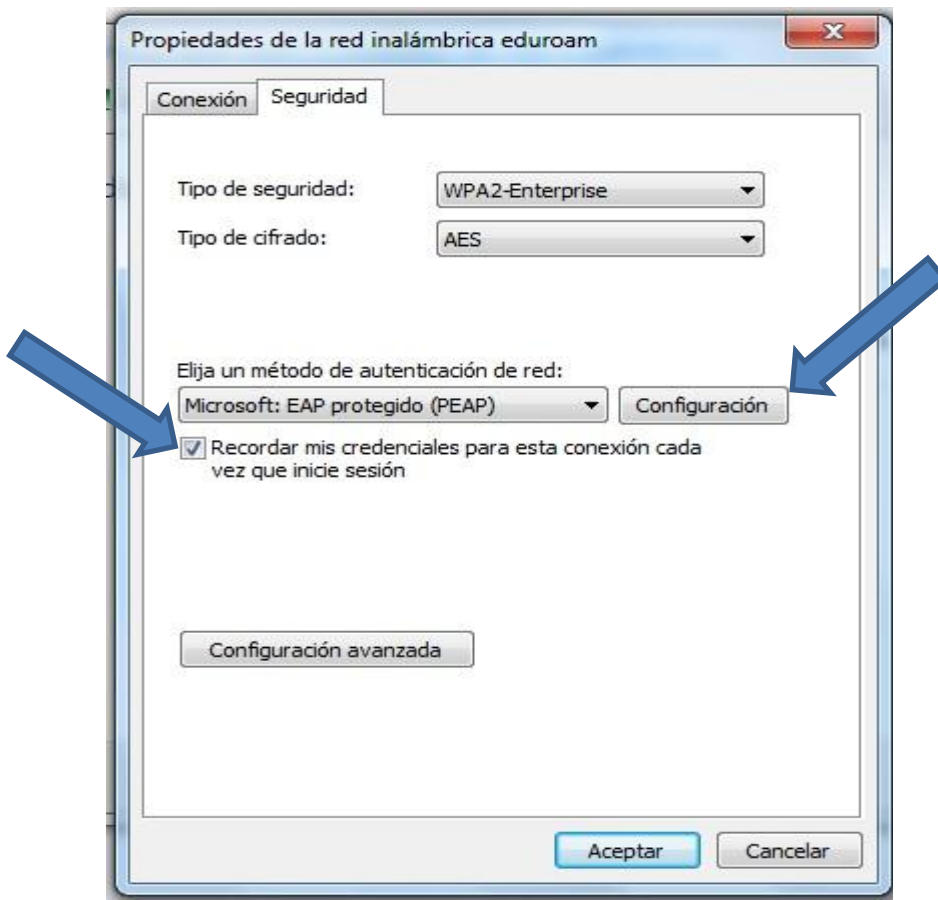 Propiedades de la red inalámbrica eduroam
Conexión Seguridad
Tipo de seguridad: WPA2-Enterprise
Tipo de cifrado: AES
Elija un método de autenticación de red:
Microsoft: EAP protegido (PEAP) Configuración
Recordar mis credenciales para esta conexión cada
vez que inicie sesión
Configuración avanzada
Aceptar Cancelar